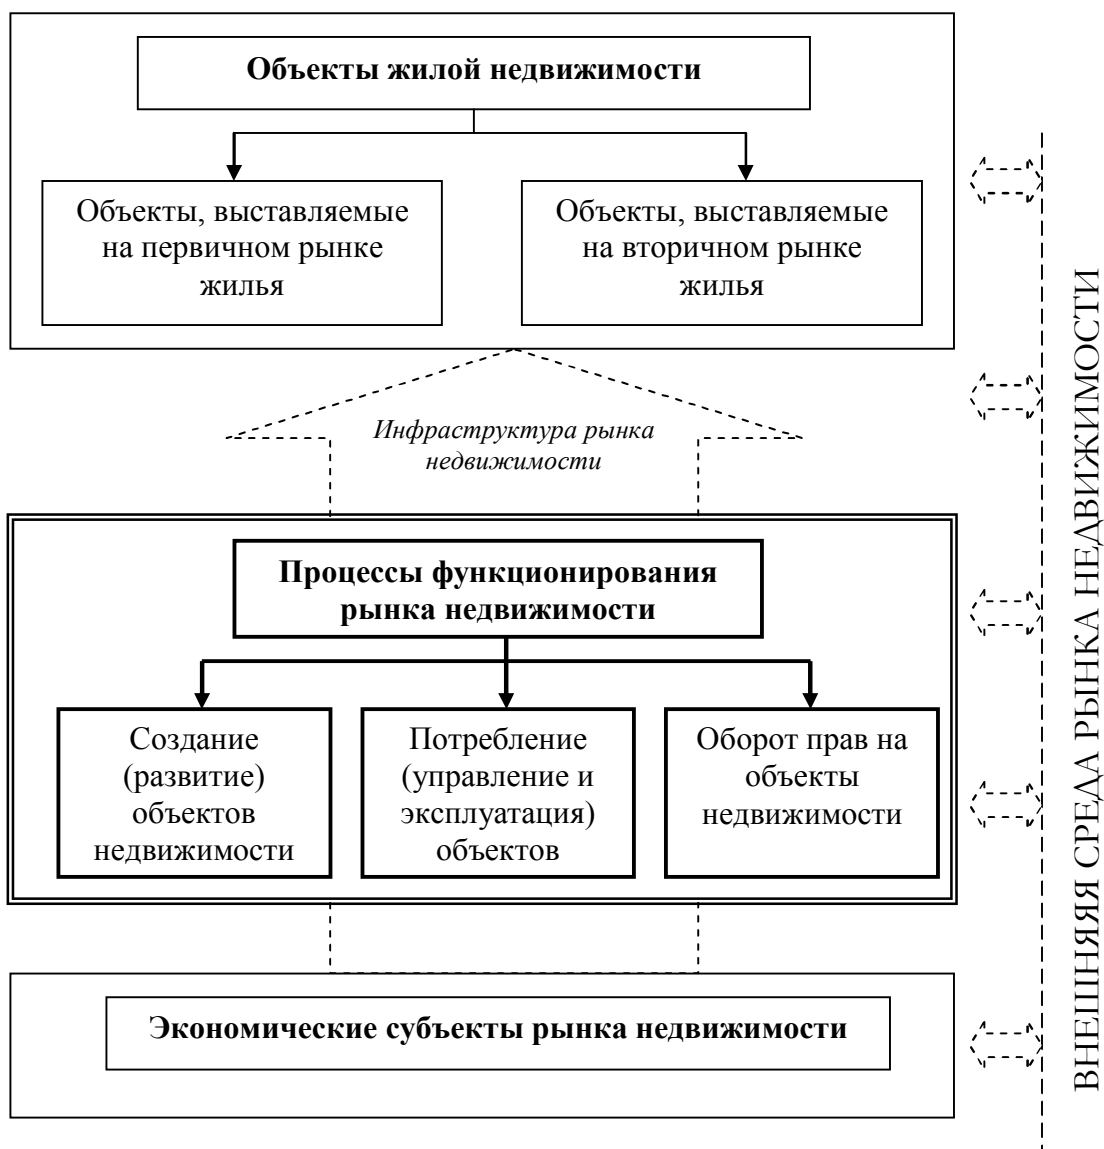 Объекты жилой недвижимости
Объекты, выставляемые
на первичном рынке
жилья
Объекты, выставляемые
на вторичном рынке
жилья
Инфраструктура рынка
недвижимости
Процессы функционирования
рынка недвижимости
Создание
(развитие)
объектов
недвижимости
Потребление
(управление и
эксплуатация)
объектов
Оборот прав на
объекты
недвижимости
Экономические субъекты рынка недвижимости
ВНЕШНЯЯ СРЕДА РЫНКА НЕДВИЖИМОСТИ